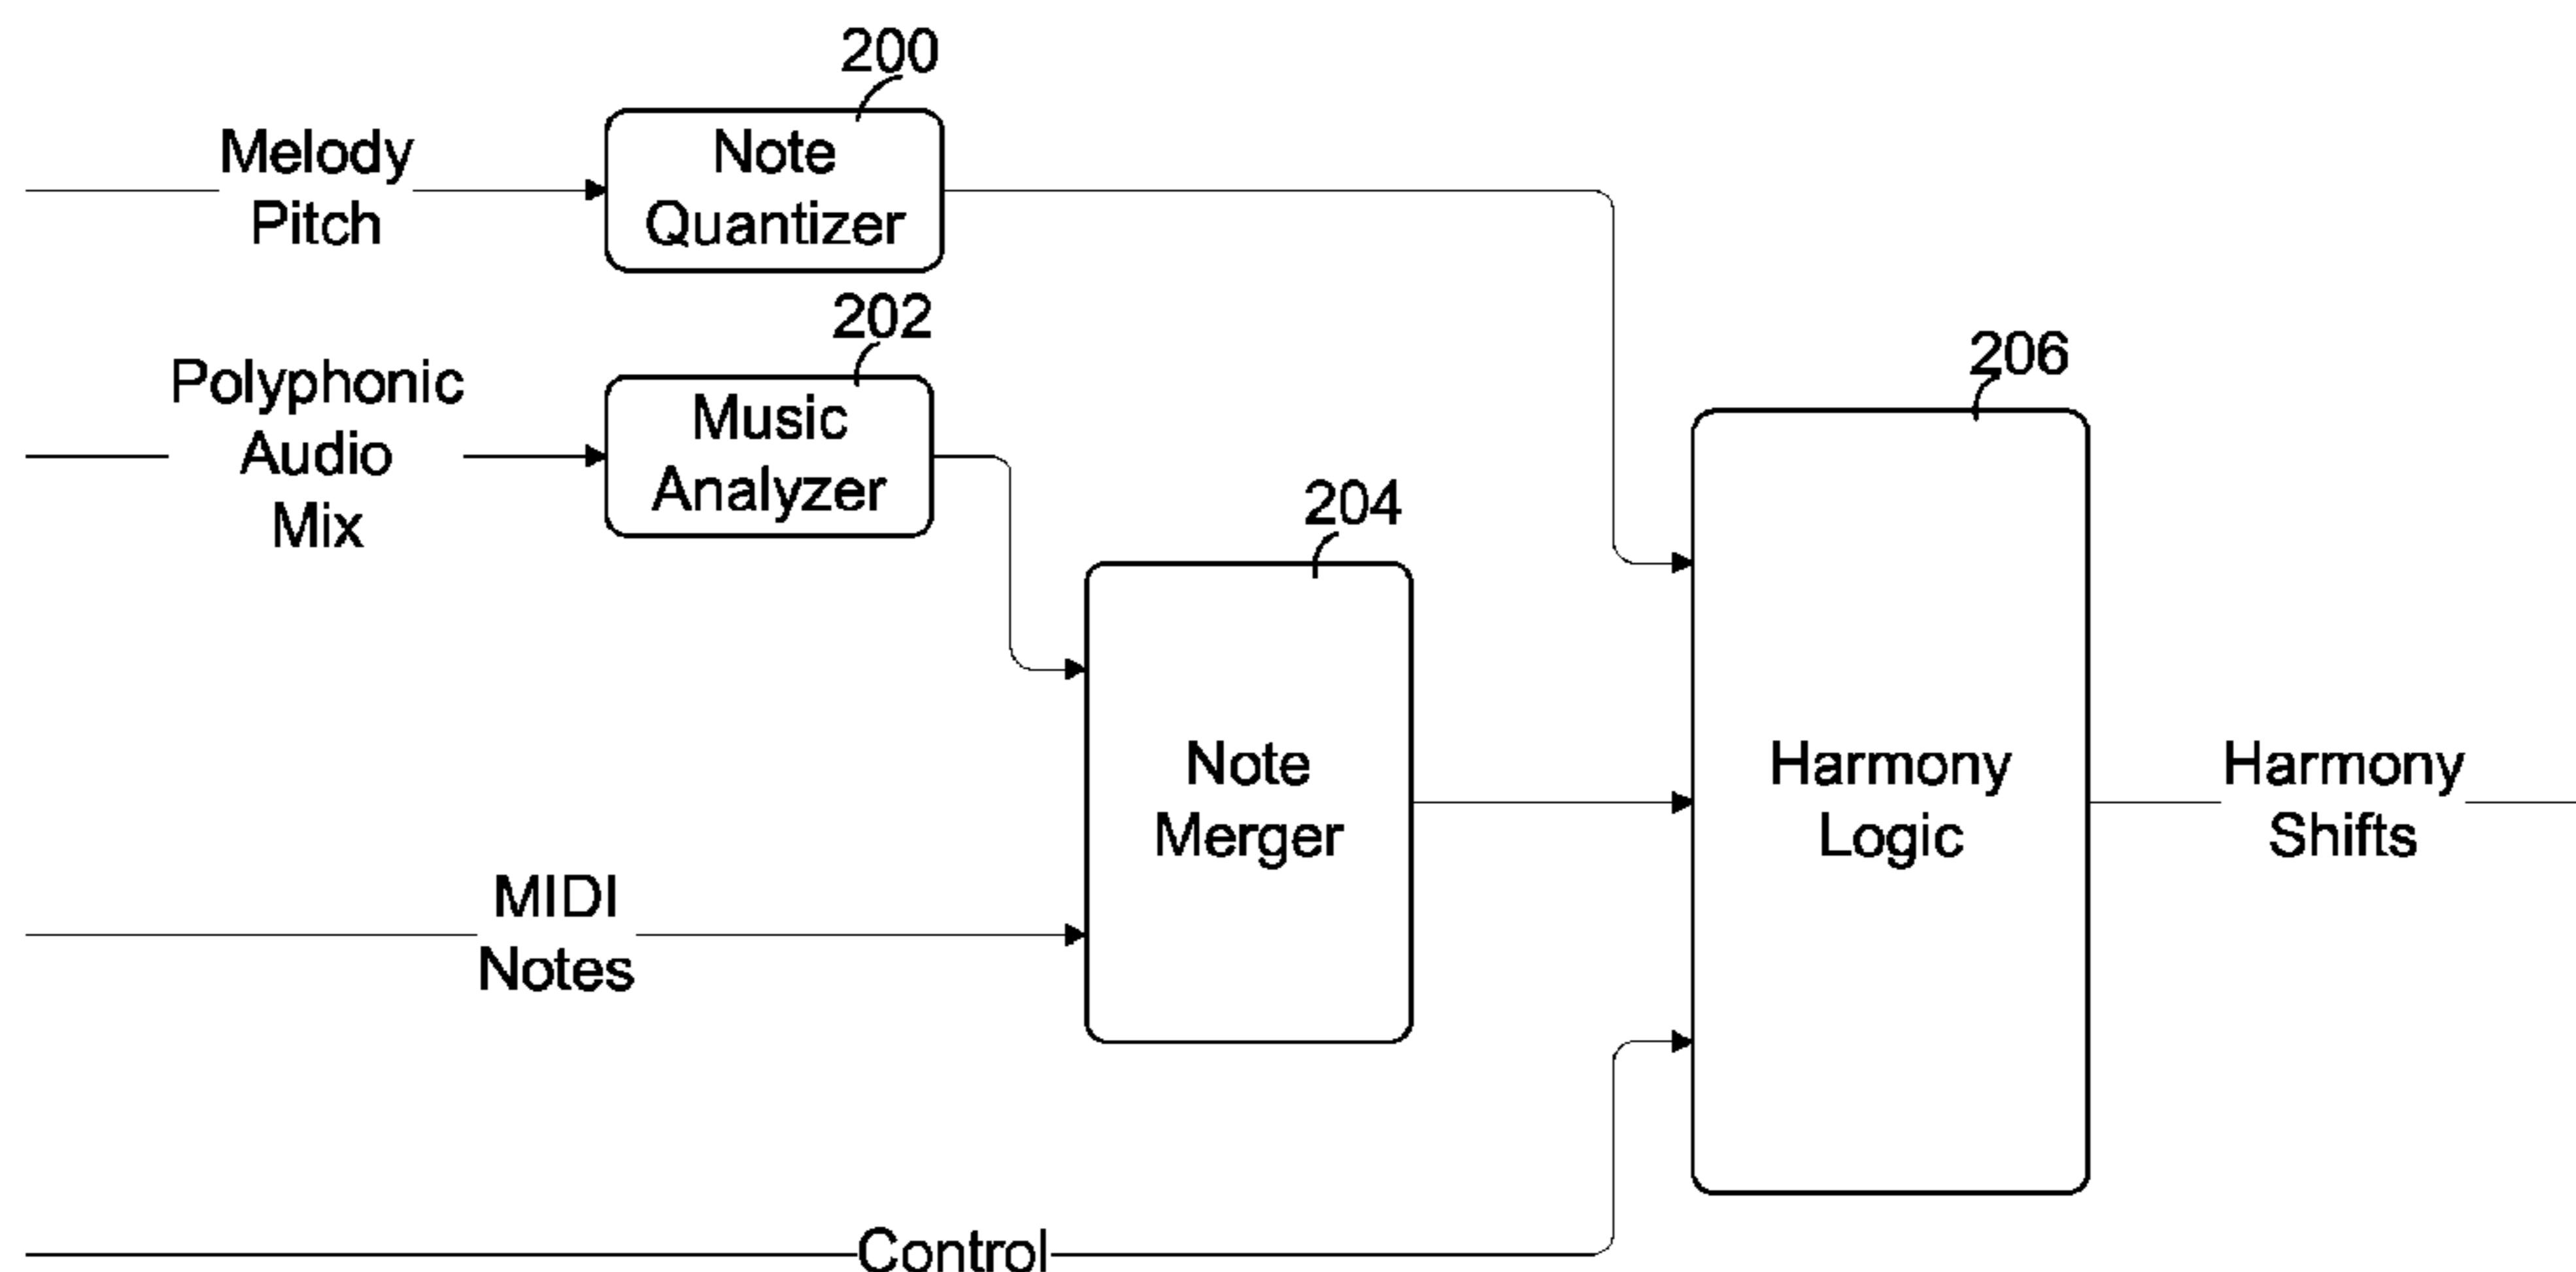 200
Melody
Pitch
Note
Quantizer
202
Polyphonic
Audio
Mix
Music
Analyzer
204
Note
Merger
206
Harmony
Logic
Harmony
Shifts
MIDI
Notes
Control